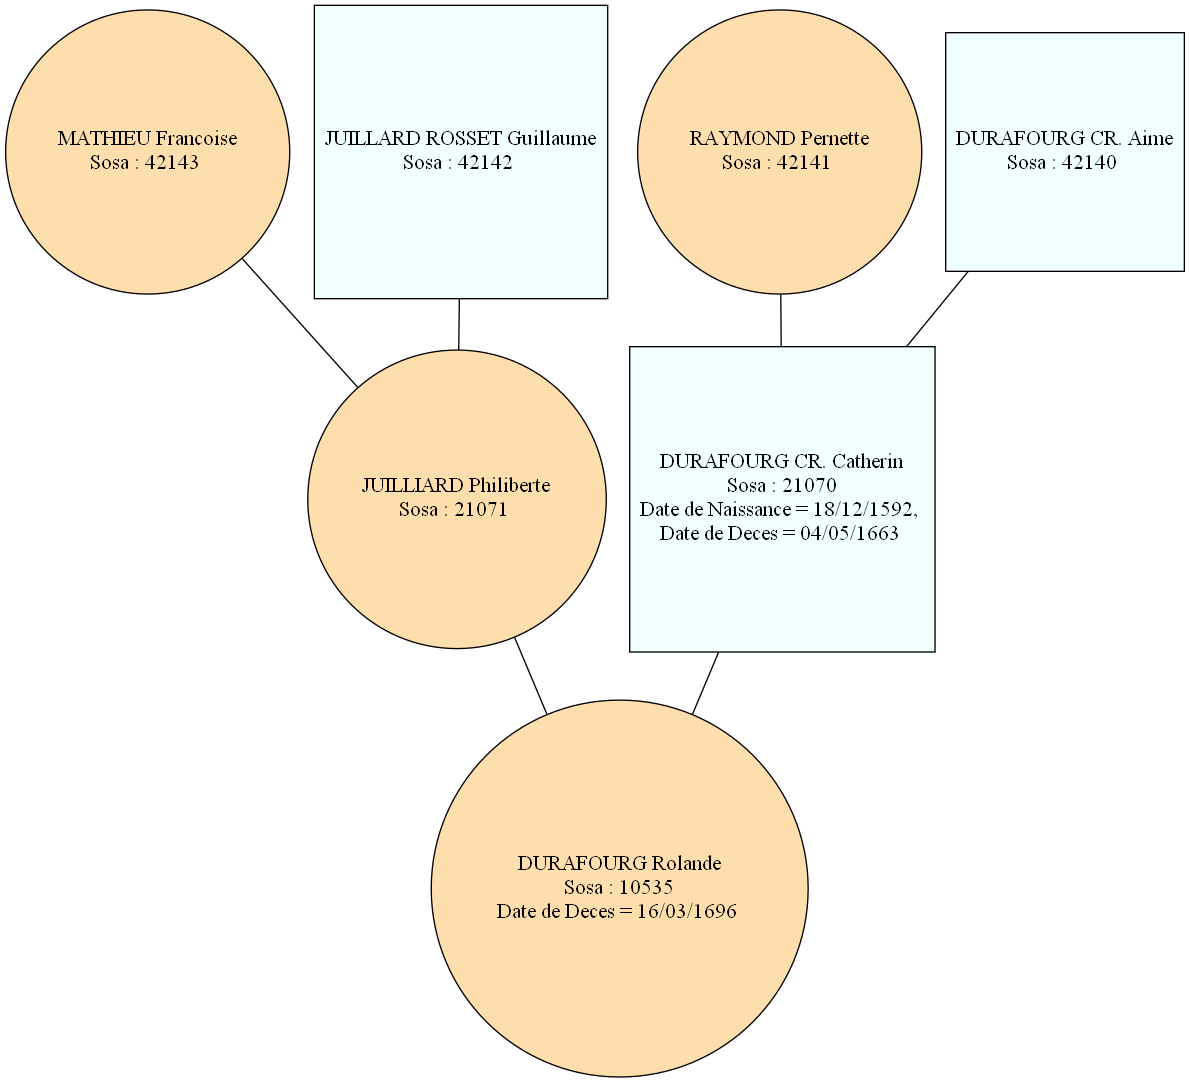 MATHIEU Francoise
Sosa : 42143
JUILLARD ROSSET Guillaume
Sosa : 42142
RAYMOND Pernette
Sosa : 42141
DURAFOURG CR. Aime
Sosa : 42140
JUILLIARD Philiberte
Sosa : 21071
DURAFOURG CR. Catherin
Sosa : 21070
Date de Naissance = 18/12/1592,
Date de Deces = 04/05/1663
DURAFOURG Rolande
Sosa : 10535
Date de Deces = 16/03/1696